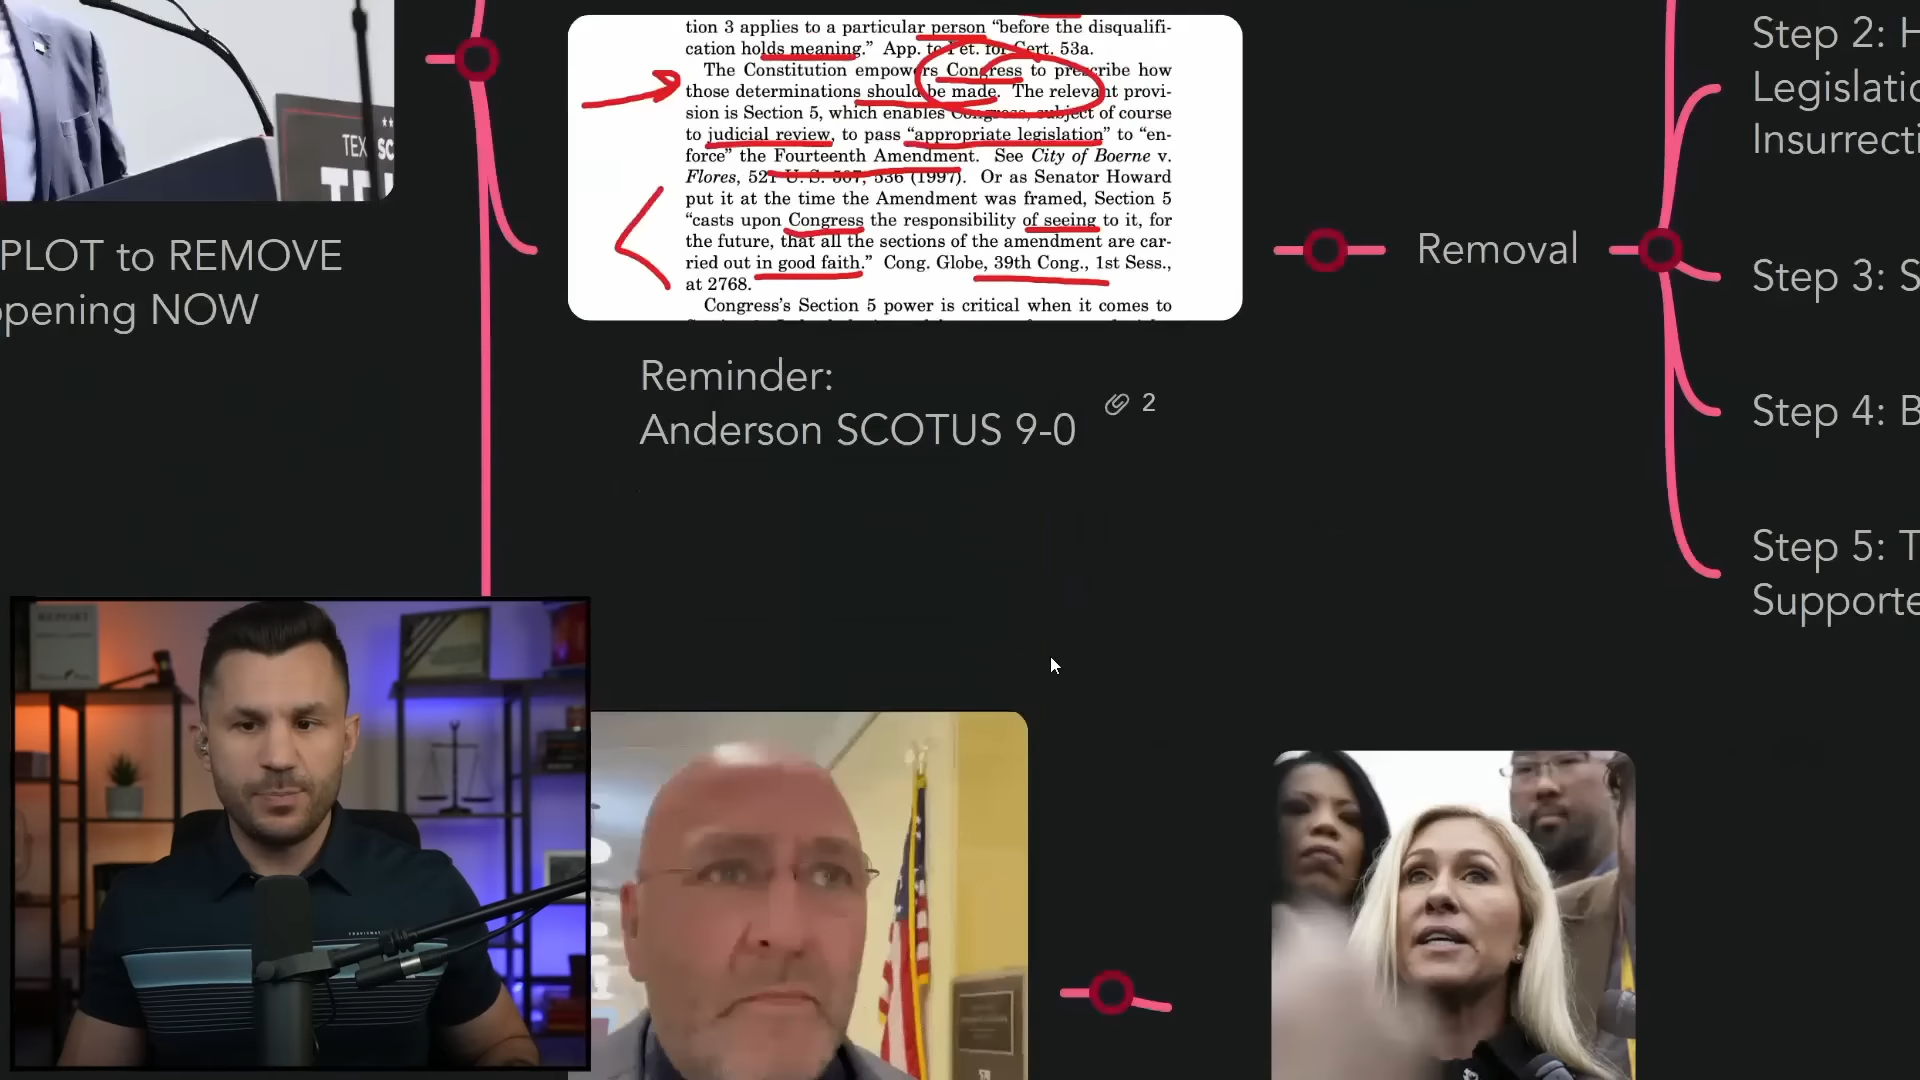 tion 3 applies to a particular person “before the disqualifi-
cation holds meaning.” App. to Pet. for Cert. 53a.
The Constitution empowers Congress to prescribe how
those determinations should be made. The relevant provi-
sion is Section 5, which enables Congress, subject of course
to judicial review, to pass “appropriate legislation” to “en-
force” the Fourteenth Amendment. See City of Boerne v.
Flores, 521 U. S. 507, 536 (1997). Or as Senator Howard
put it at the time the Amendment was framed, Section 5
“casts upon Congress the responsibility of seeing to it, for
the future, that all the sections of the amendment are car-
ried out in good faith.” Cong. Globe, 39th Cong., 1st Sess.,
at 2768.
Congress’s Section 5 power is critical when it comes to
Reminder:
Anderson SCOTUS 9-0
2
PLOT to REMOVE
pening NOW
TEX
SC
Removal
Step 2: H
Legislatio
Insurrecti
Step 3: S
Step 4: B
Step 5: T
Supporte
REPORT